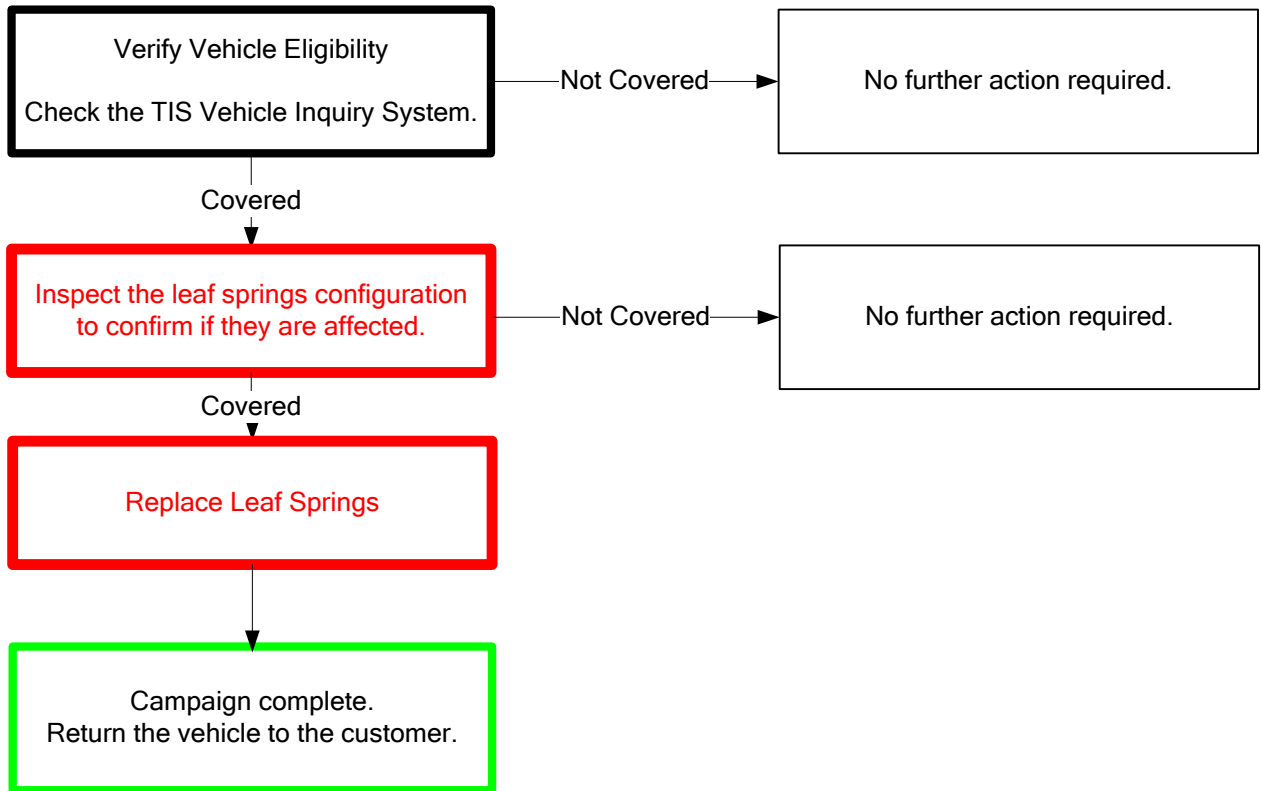 Verify Vehicle Eligibility
Check the TIS Vehicle Inquiry System.
Not Covered
No further action required.
Covered
Inspect the leaf springs configuration
to confirm if they are affected.
Not Covered
No further action required.
Covered
Replace Leaf Springs
Campaign complete.
Return the vehicle to the customer.